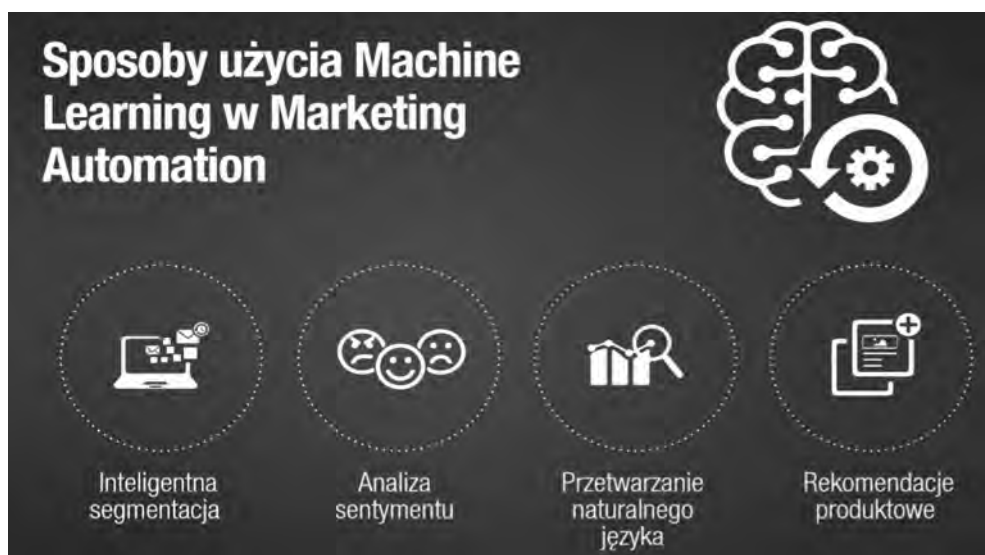 Sposoby użycia Machine
Learning w Marketing
Automation
Inteligentna
segmentacja
Analiza
sentymentu
Przetwarzanie
naturalnego
języka
Rekomendacje
produktowe